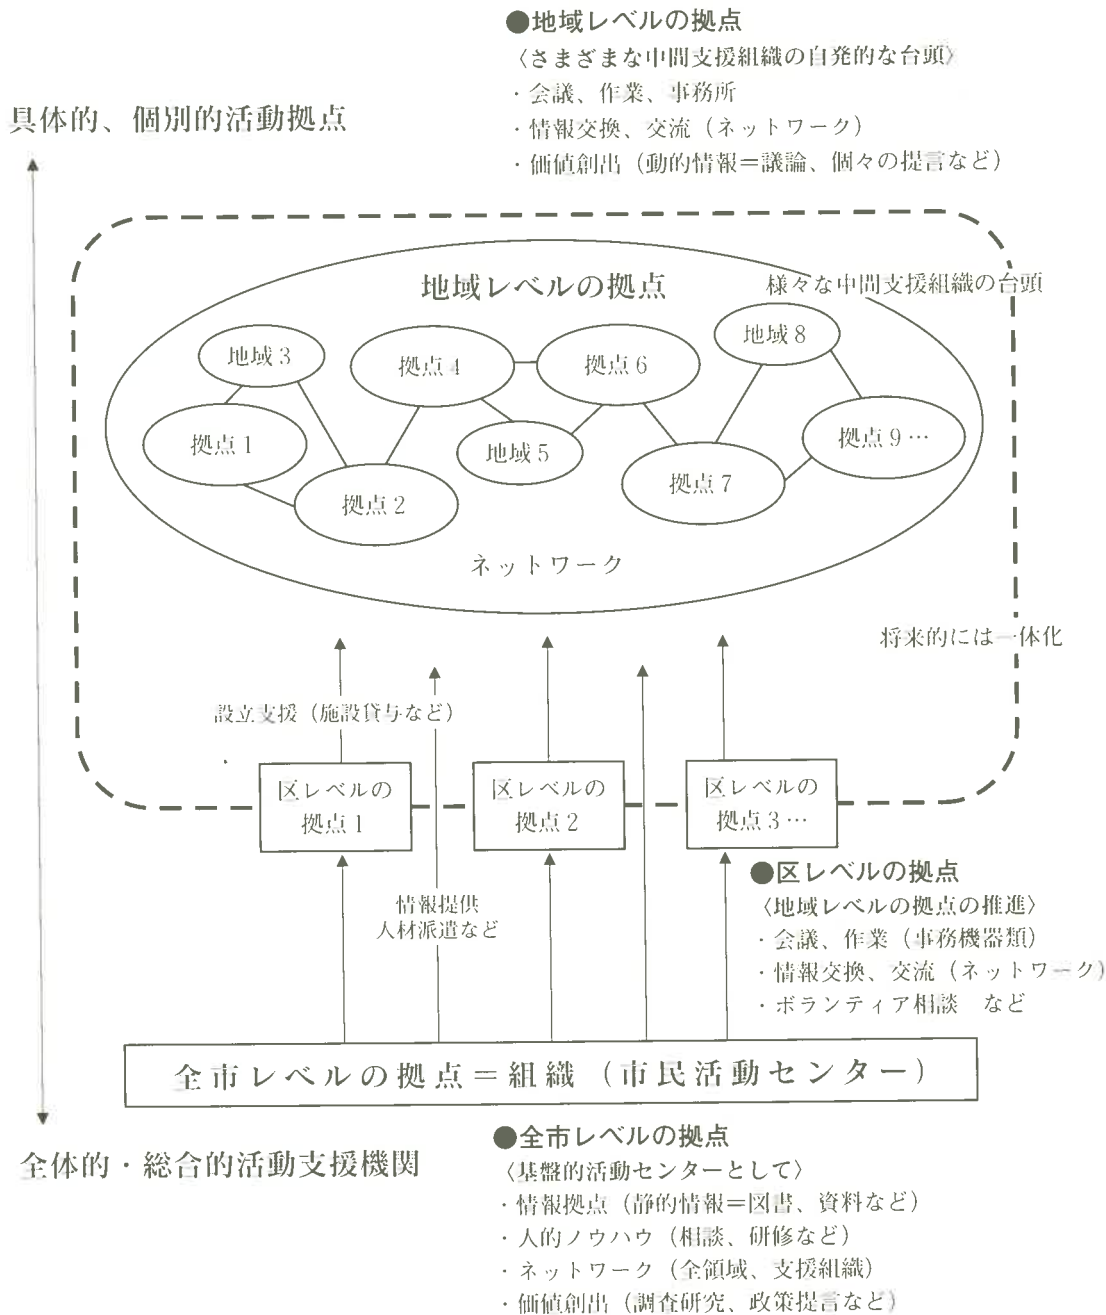 ●地域レベルの拠点
〈さまざまな中間支援組織の自発的な台頭〉
・会議、作業、事務所
・情報交換、交流（ネットワーク）
・価値創出（動的情報＝議論、個々の提言など）
具体的、個別的活動拠点
地域レベルの拠点
様々な中間支援組織の台頭
地域3
拠点4
拠点6
地域8
拠点1
地域5
拠点9…
拠点2
拠点7
ネットワーク
将来的には一体化
設立支援（施設貸与など）
区レベルの
拠点1
区レベルの
拠点2
区レベルの
拠点3…
情報提供
人材派遣など
●区レベルの拠点
〈地域レベルの拠点の推進〉
・会議、作業（事務機器類）
・情報交換、交流（ネットワーク）
・ボランティア相談　など
全市レベルの拠点＝組織（市民活動センター）
全体的・総合的活動支援機関
●全市レベルの拠点
〈基盤的活動センターとして〉
・情報拠点（静的情報＝図書、資料など）
・人的ノウハウ（相談、研修など）
・ネットワーク（全領域、支援組織）
・価値創出（調査研究、政策提言など）